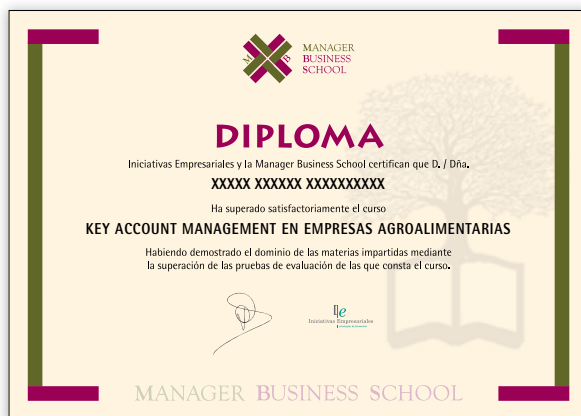 M B
MANAGER
BUSINESS
SCHOOL
DIPLOMA
Iniciativas Empresariales y la Manager Business School certifican que D. / Dña.
XXXXX XXXXXX XXXXXXXXXX
Ha superado satisfactoriamente el curso
KEY ACCOUNT MANAGEMENT EN EMPRESAS AGROALIMENTARIAS
Habiendo demostrado el dominio de las materias impartidas mediante
la superación de las pruebas de evaluación de las que consta el curso.
Iniciativas Empresariales
MANAGER BUSINESS SCHOOL